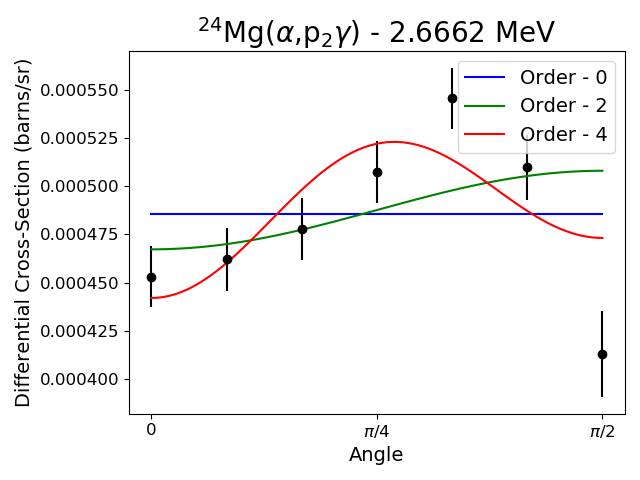 ²⁴Mg(α,p₂γ) - 2.6662 MeV
Differential Cross-Section (barns/sr)
0.000550
0.000525
0.000500
0.000475
0.000450
0.000425
0.000400
Order - 0
Order - 2
Order - 4
0
π/4
π/2
Angle